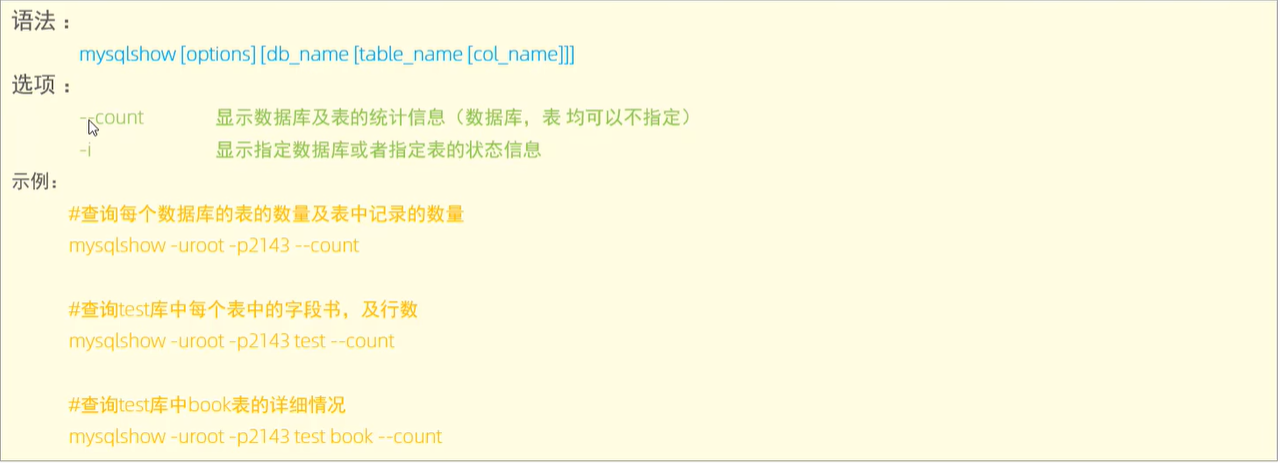 语法：
mysqlshow [options] [db_name [table_name [col_name]]]
选项：
--count 显示数据库及表的统计信息（数据库，表 均可以不指定）
-i 显示指定数据库或者指定表的状态信息
示例：
#查询每个数据库的表的数量及表中记录的数量
mysqlshow -uroot -p2143 --count
#查询test库中每个表中的字段书，及行数
mysqlshow -uroot -p2143 test --count
#查询test库中book表的详细情况
mysqlshow -uroot -p2143 test book --count